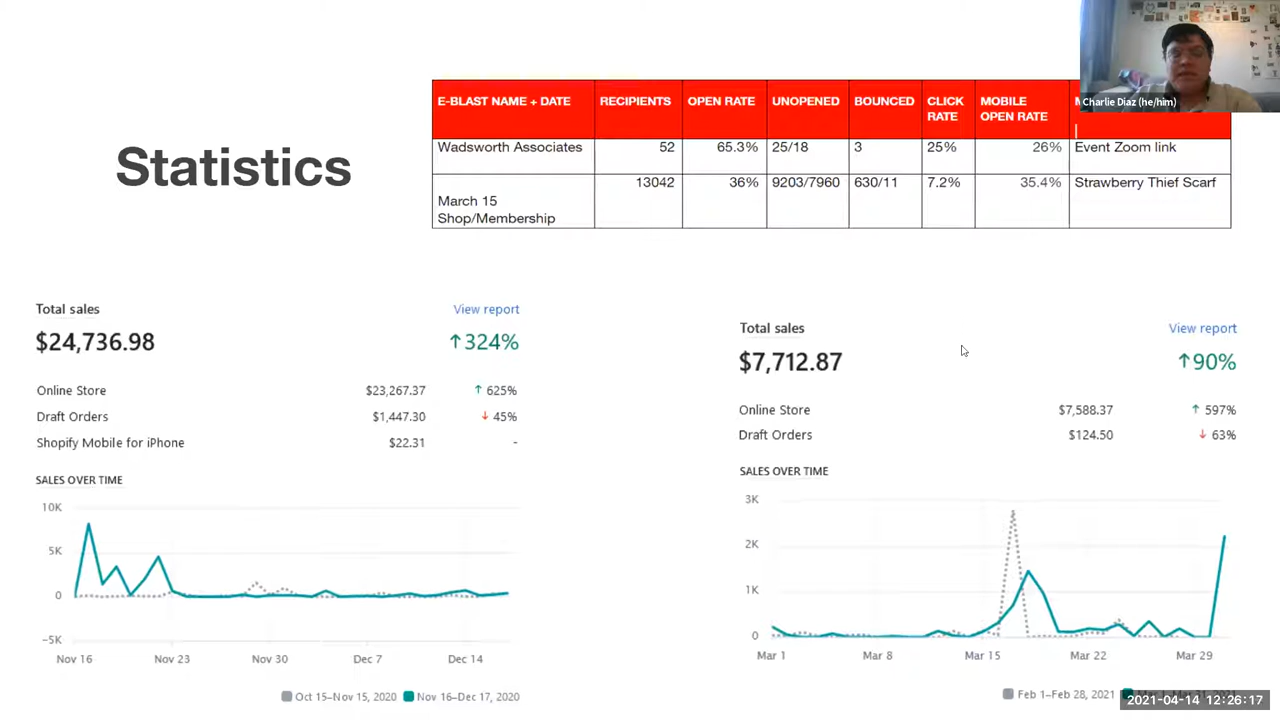 Charlie Diaz (he/him)
Statistics
E-BLAST NAME + DATE RECIPIENTS OPEN RATE UNOPENED BOUNCED CLICK RATE MOBILE OPEN RATE
Wadsworth Associates 52 65.3% 25/18 3 25% 26% Event Zoom link
March 15 Shop/Membership 13042 36% 9203/7960 630/11 7.2% 35.4% Strawberry Thief Scarf
Total sales View report
$24,736.98 ↑324%
Online Store $23,267.37 ↑ 625%
Draft Orders $1,447.30 ↓ 45%
Shopify Mobile for iPhone $22.31 -
SALES OVER TIME
10K
5K
0
−5K
Nov 16 Nov 23 Nov 30 Dec 7 Dec 14
Oct 15–Nov 15, 2020 Nov 16–Dec 17, 2020
Total sales View report
$7,712.87 ↑90%
Online Store $7,588.37 ↑ 597%
Draft Orders $124.50 ↓ 63%
SALES OVER TIME
3K
2K
1K
0
Mar 1 Mar 8 Mar 15 Mar 22 Mar 29
Feb 1–Feb 28, 2021
2021-04-14 12:26:17